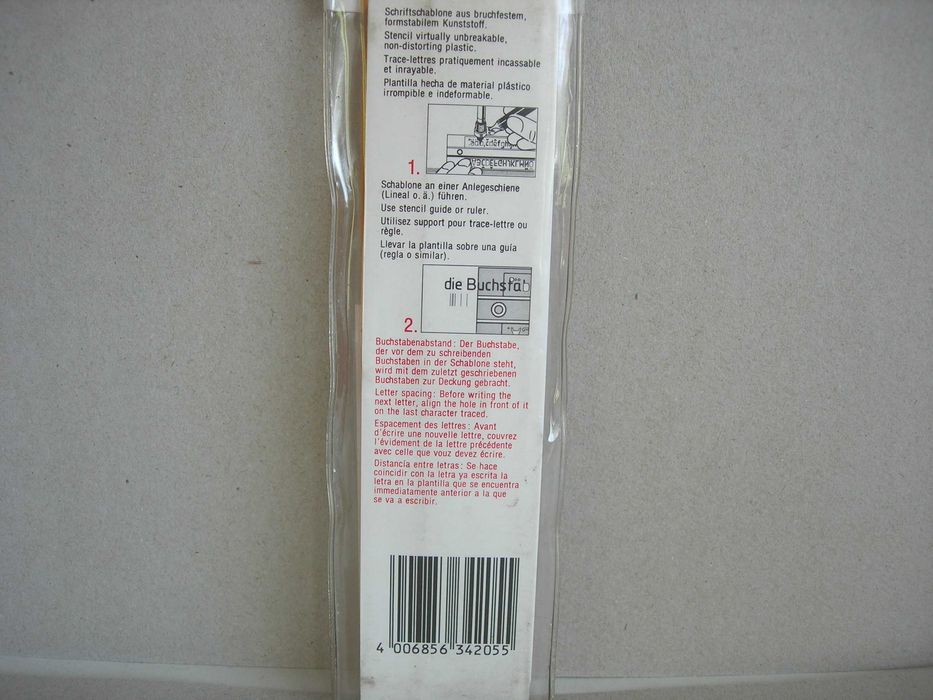 Schriftschablone aus bruchfestem,
formstabilem Kunststoff.
Stencil virtually unbreakable,
non-distorting plastic.
Trace-lettres pratiquement incassable
et inrayable.
Plantilla hecha de material plástico
irrompible e indeformable.
1.
Schablone an einer Anlegeschiene
(Lineal o. ä.) führen.
Use stencil guide or ruler.
Utilisez support pour trace-lettre ou
règle.
Llevar la plantilla sobre una guía
(regla o similar).
die Buchstab
2.
Buchstabenabstand: Der Buchstabe,
der vor dem zu schreibenden
Buchstaben in der Schablone steht,
wird mit dem zuletzt geschriebenen
Buchstaben zur Deckung gebracht.
Letter spacing: Before writing the
next letter, align the hole in front of it
on the last character traced.
Espacement des lettres: Avant
d'écrire une nouvelle lettre, couvrez
l'évidement de la lettre précédente
avec celle que vouz devez écrire.
Distancia entre letras: Se hace
coincidir con la letra ya escrita la
letra en la plantilla que se encuentra
immediatamente anterior a la que
se va a escribir.
4 006856 342055